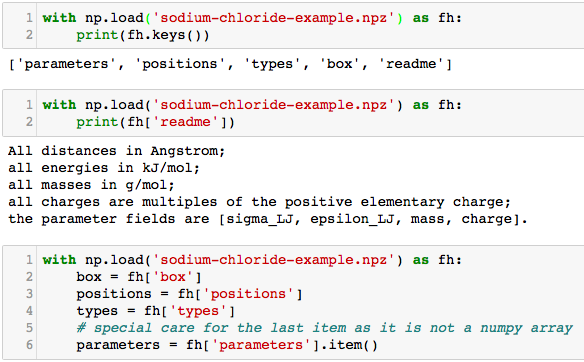 1 with np.load('sodium-chloride-example.npz') as fh:
2     print(fh.keys())
['parameters', 'positions', 'types', 'box', 'readme']
1 with np.load('sodium-chloride-example.npz') as fh:
2     print(fh['readme'])
All distances in Angstrom;
all energies in kJ/mol;
all masses in g/mol;
all charges are multiples of the positive elementary charge;
the parameter fields are [sigma_LJ, epsilon_LJ, mass, charge].
1 with np.load('sodium-chloride-example.npz') as fh:
2     box = fh['box']
3     positions = fh['positions']
4     types = fh['types']
5     # special care for the last item as it is not a numpy array
6     parameters = fh['parameters'].item()